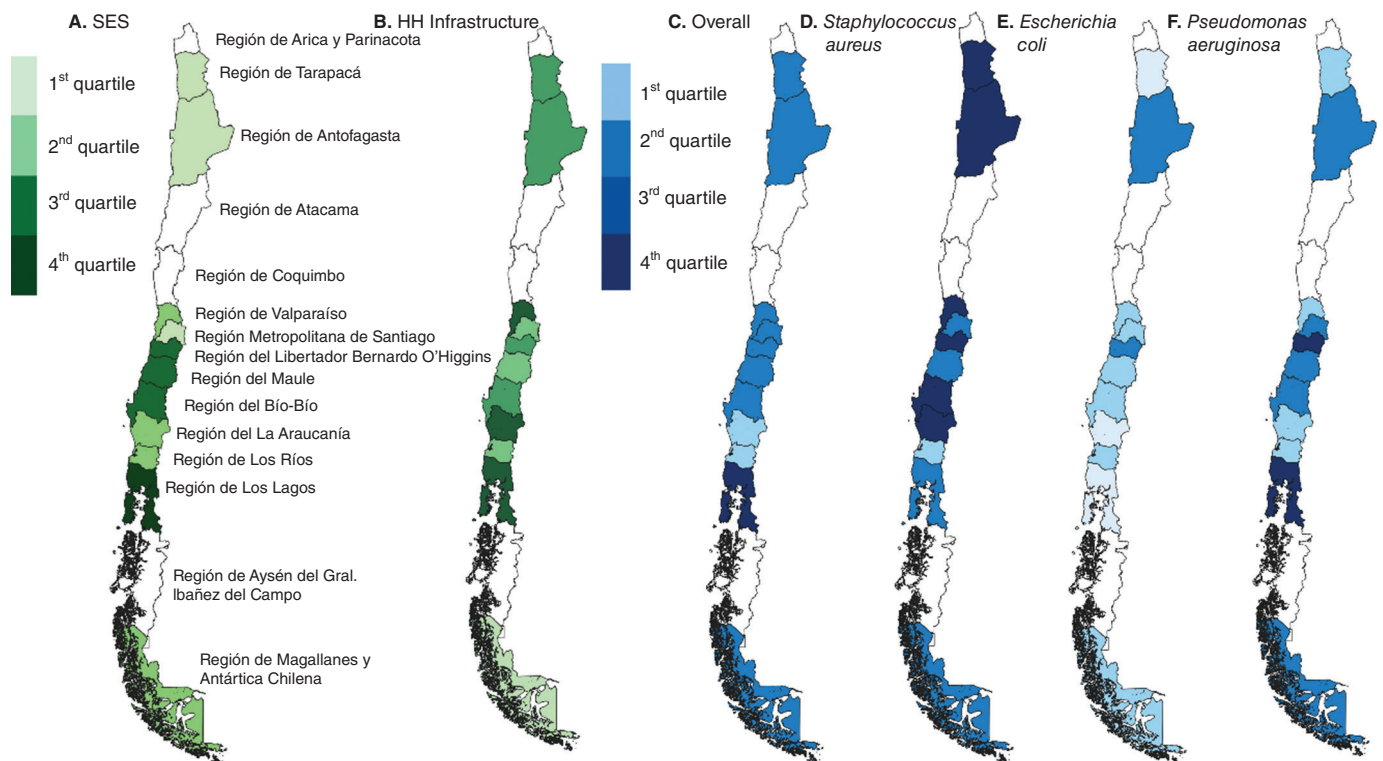 A. SES
B. HH Infrastructure
C. Overall
D. Staphylococcus
aureus
E. Escherichia
coli
F. Pseudomonas
aeruginosa
1st quartile
2nd quartile
3rd quartile
4th quartile
Región de Arica y Parinacota
Región de Tarapacá
Región de Antofagasta
Región de Atacama
Región de Coquimbo
Región de Valparaíso
Región Metropolitana de Santiago
Región del Libertador Bernardo O’Higgins
Región del Maule
Región del Bío-Bío
Región del La Araucanía
Región de Los Ríos
Región de Los Lagos
Región de Aysén del Gral.
Ibañez del Campo
Región de Magallanes y
Antártica Chilena
1st quartile
2nd quartile
3rd quartile
4th quartile